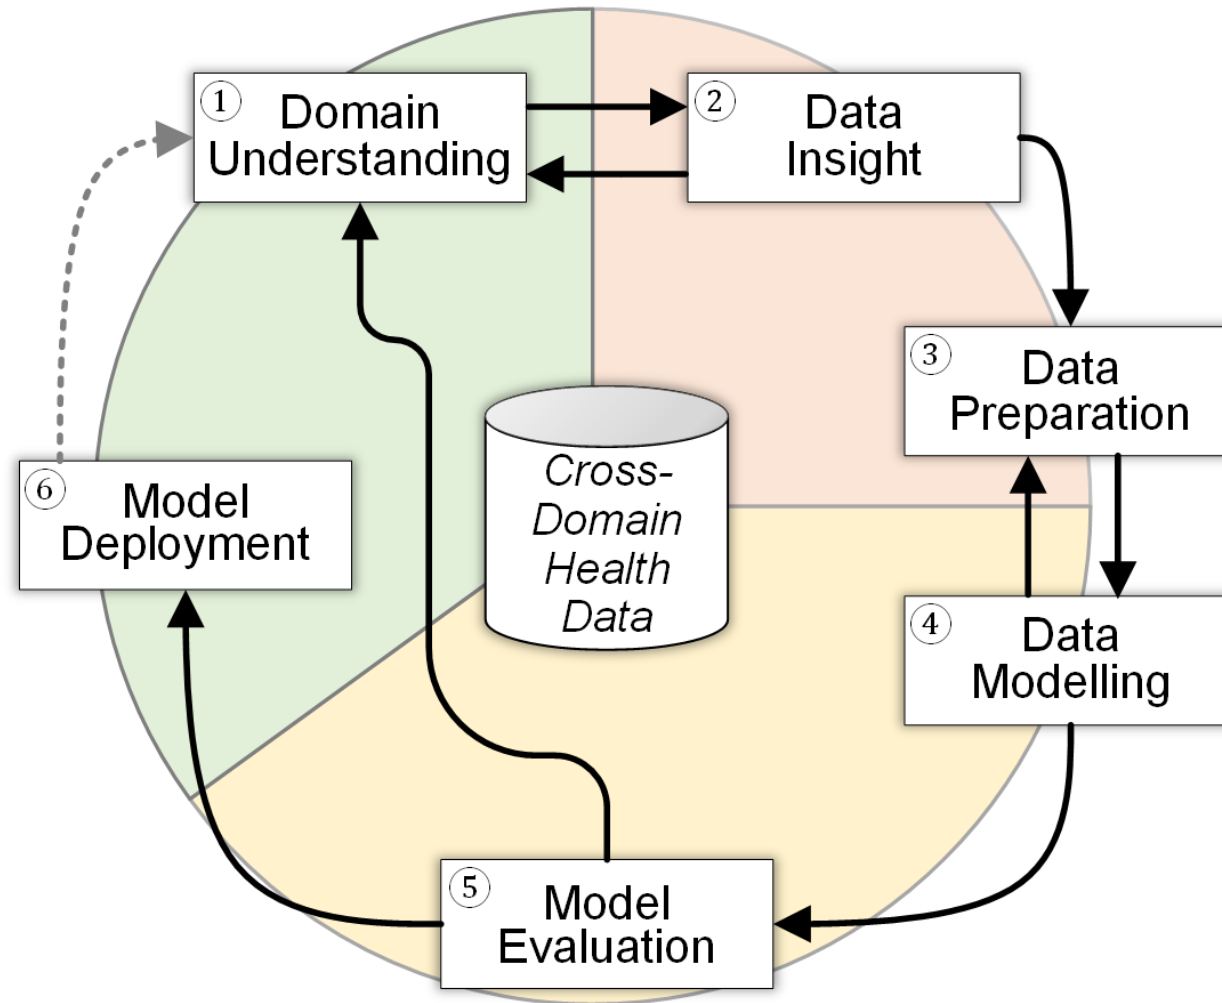 1
Domain
Understanding
2
Data
Insight
3
Data
Preparation
4
Data
Modelling
5
Model
Evaluation
6
Model
Deployment
Cross-
Domain
Health
Data